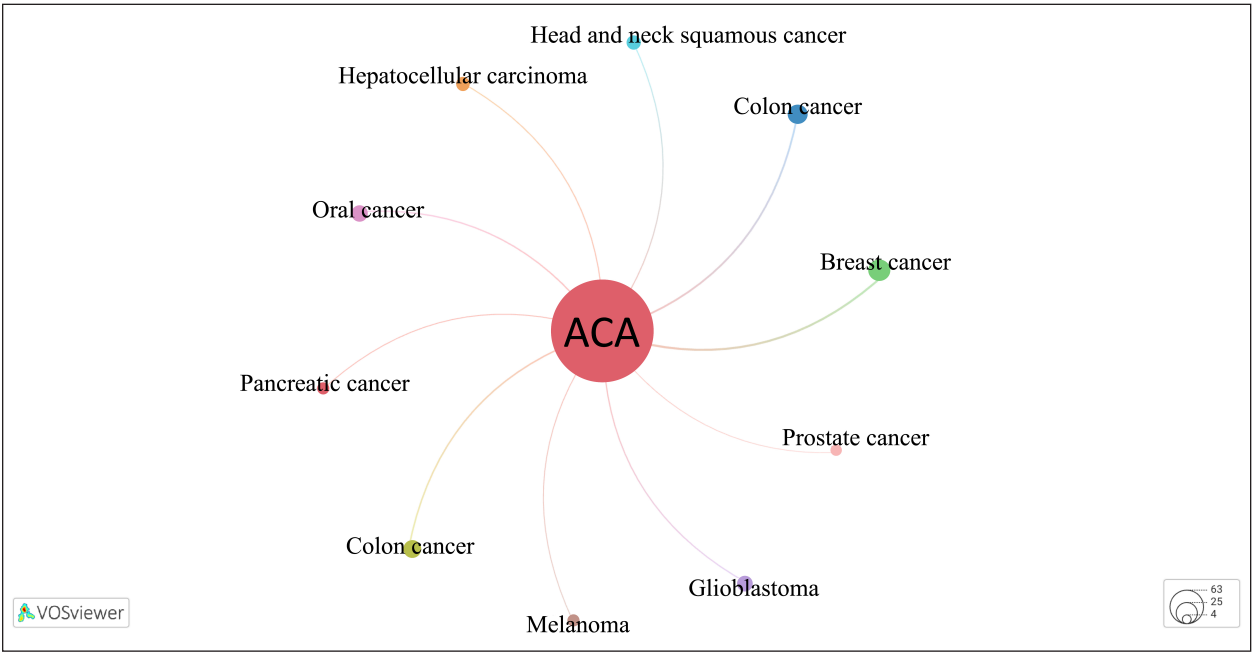 Head and neck squamous cancer
Hepatocellular carcinoma
Colon cancer
Oral cancer
Breast cancer
ACA
Pancreatic cancer
Prostate cancer
Colon cancer
Glioblastoma
Melanoma
VOSviewer
63
25
4